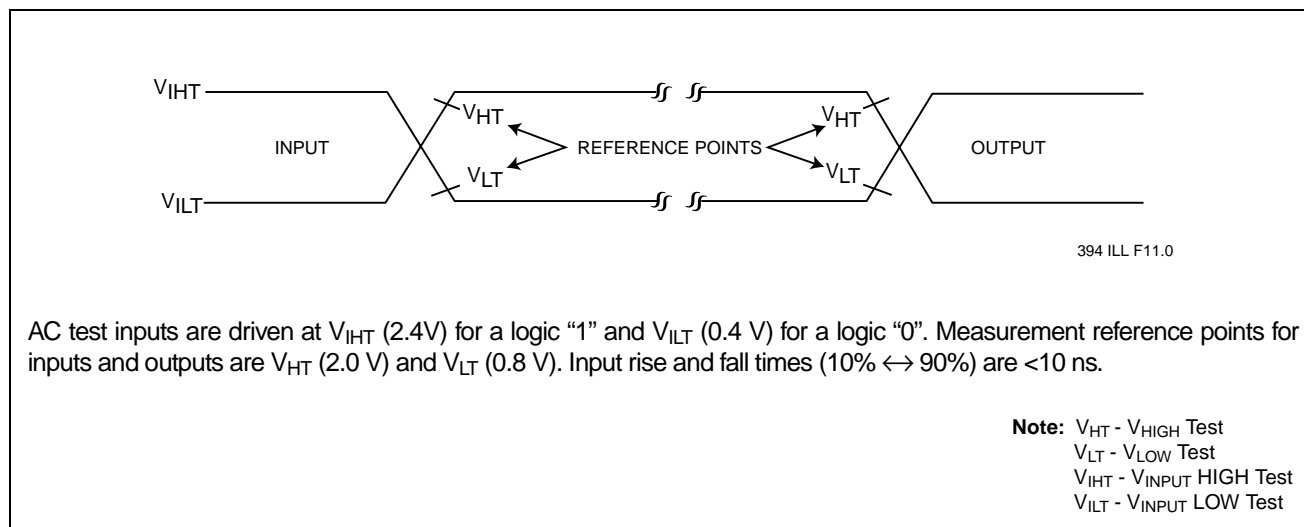 VIHT
VHT
VHT
INPUT
REFERENCE POINTS
OUTPUT
VLT
VLT
VILT
394 ILL F11.0
AC test inputs are driven at VIHT (2.4V) for a logic “1” and VILT (0.4 V) for a logic “0”. Measurement reference points for
inputs and outputs are VHT (2.0 V) and VLT (0.8 V). Input rise and fall times (10% ↔ 90%) are <10 ns.
Note: VHT - VHIGH Test
VLT - VLOW Test
VIHT - VINPUT HIGH Test
VILT - VINPUT LOW Test